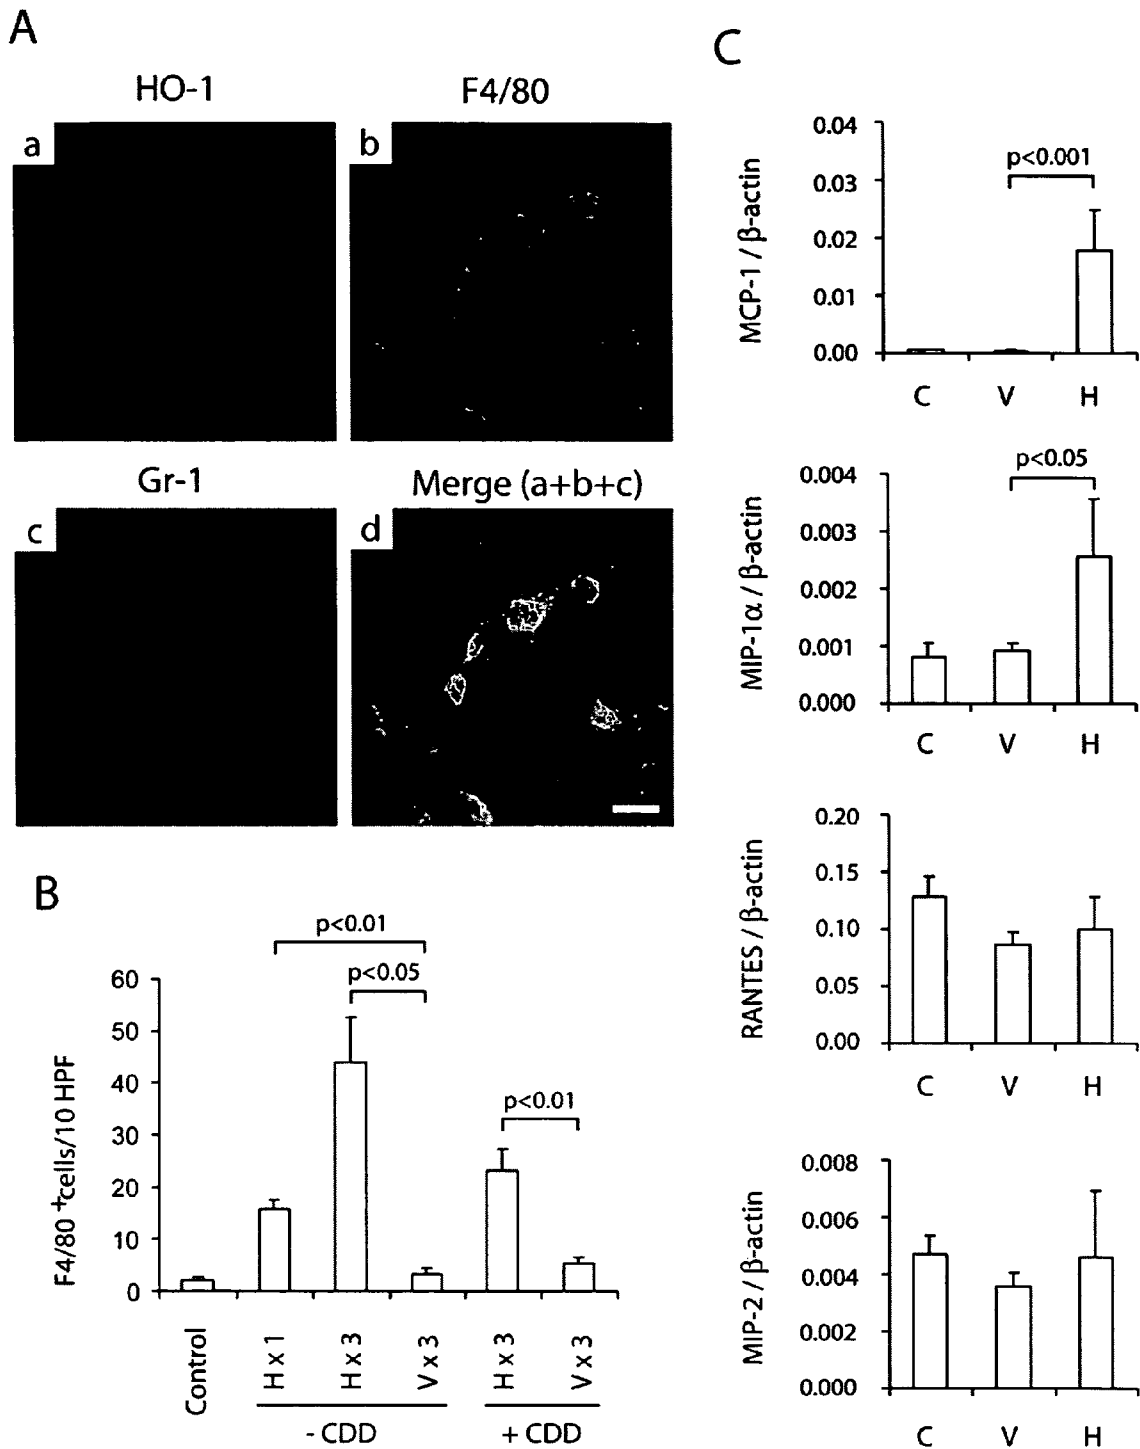 A
HO-1
F4/80
a
b
Gr-1
Merge (a+b+c)
c
d
B
p<0.01
p<0.05
p<0.01
60
50
40
30
20
10
0
F4/80 +cells/10 HPF
Control
H x 1
H x 3
V x 3
H x 3
V x 3
- CDD
+ CDD
C
p<0.001
0.04
0.03
0.02
0.01
0.00
MCP-1 / β-actin
C V H
p<0.05
0.004
0.003
0.002
0.001
0.000
MIP-1α / β-actin
C V H
0.20
0.15
0.10
0.05
0.00
RANTES / β-actin
C V H
0.008
0.006
0.004
0.002
0.000
MIP-2 / β-actin
C V H